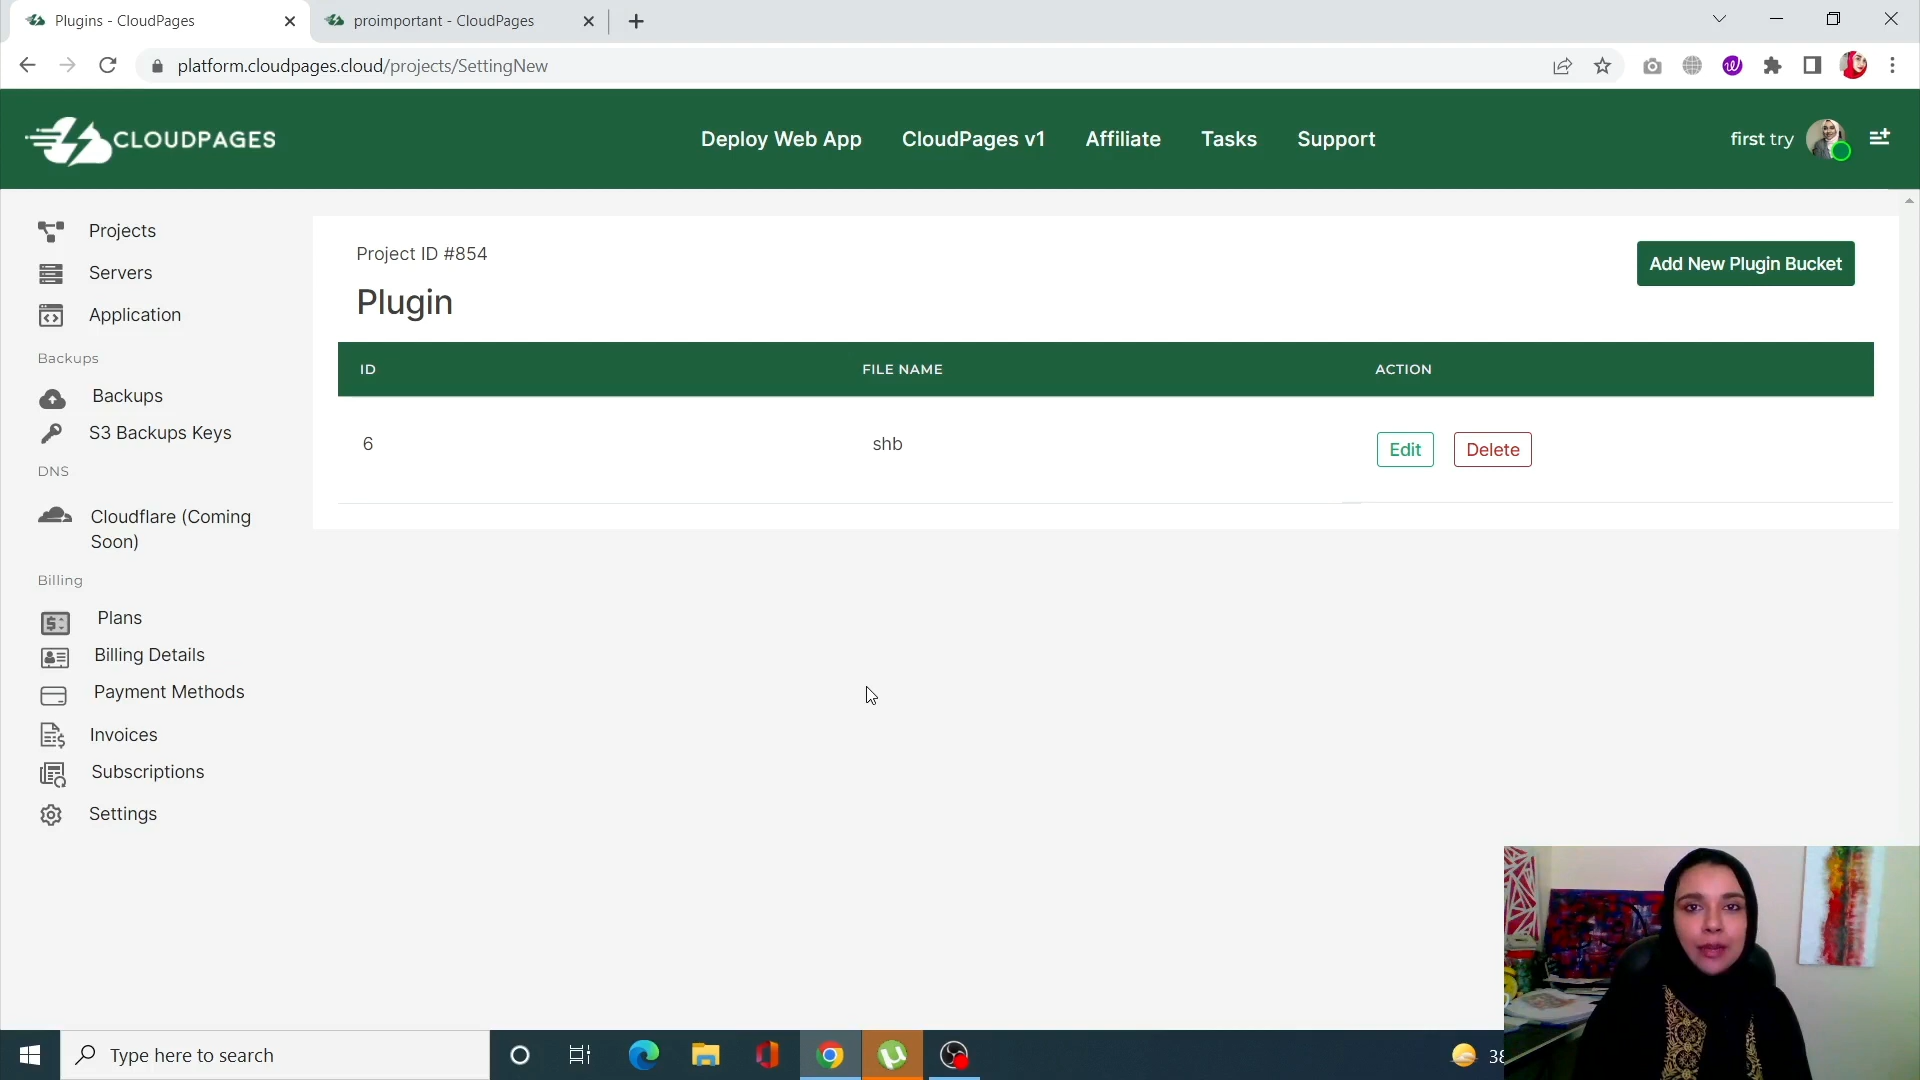 Plugins - CloudPages
proimportant - CloudPages
platform.cloudpages.cloud/projects/SettingNew
CLOUDPAGES
Deploy Web App
CloudPages v1
Affiliate
Tasks
Support
first try
Projects
Servers
Application
Backups
Backups
S3 Backups Keys
DNS
Cloudflare (Coming
Soon)
Billing
Plans
Billing Details
Payment Methods
Invoices
Subscriptions
Settings
Project ID #854
Add New Plugin Bucket
Plugin
ID
FILE NAME
ACTION
6
shb
Edit
Delete
Type here to search